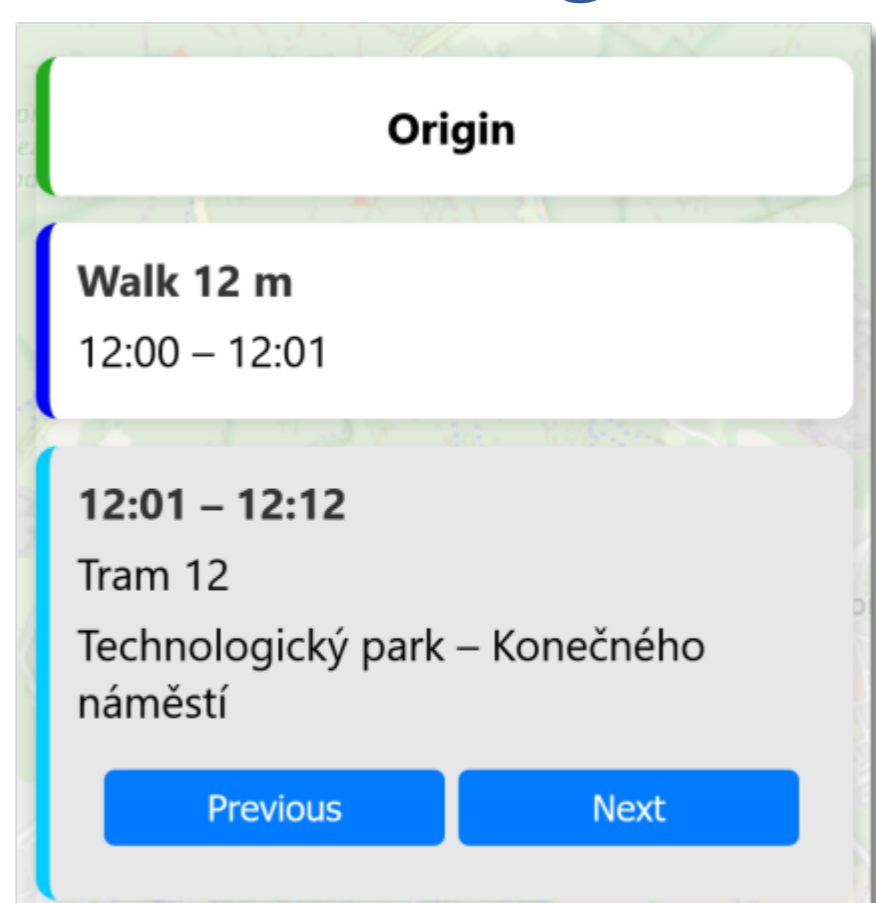 Origin
Walk 12 m
12:00 – 12:01
12:01 – 12:12
Tram 12
Technologický park – Konečného
náměstí
Previous
Next